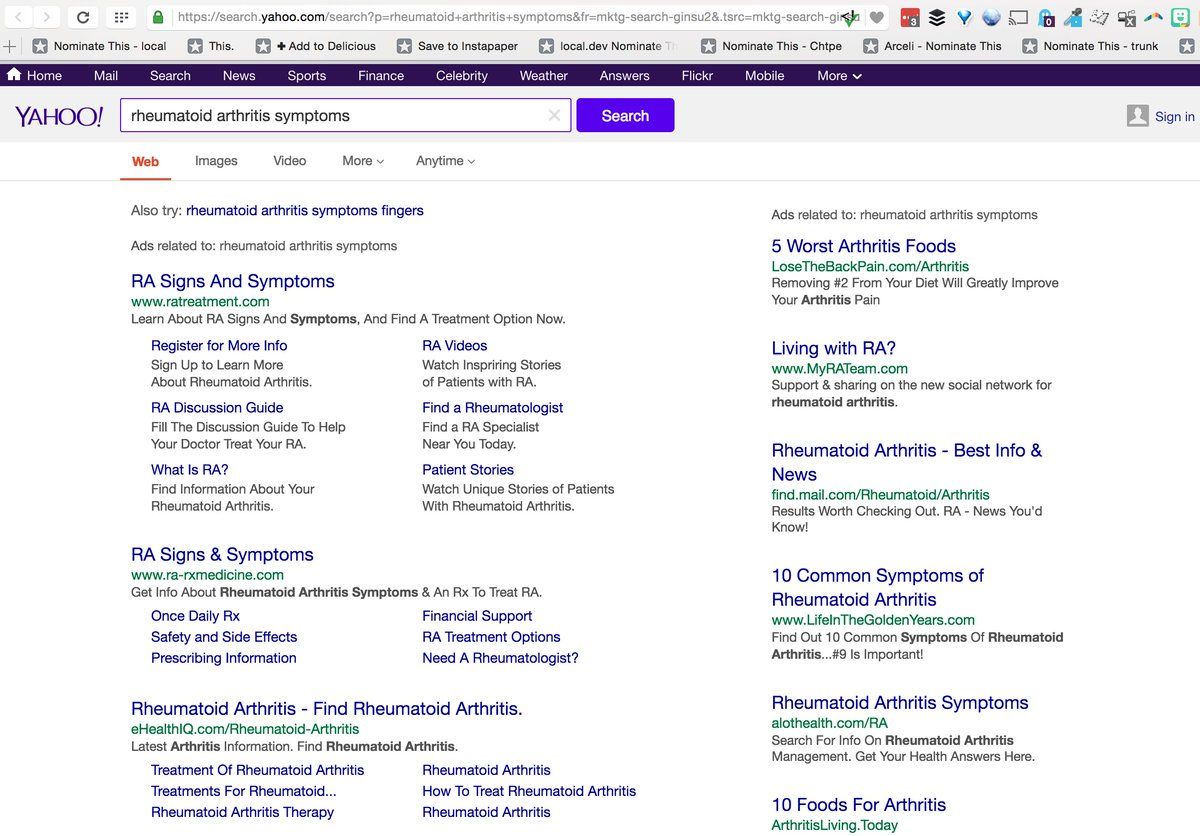 https://search.yahoo.com/search?p=rheumatoid+arthritis+symptoms&fr=mktg-search-ginsu2&.tsrc=mktg-search-
3
0
Nominate This - local
This.
+ Add to Delicious
Save to Instapaper
local.dev Nominate
Nominate This - Chtpe
Arceli - Nominate This
Nominate This - trunk
Home Mail Search News Sports Finance Celebrity Weather Answers Flickr Mobile More
YAHOO!
rheumatoid arthritis symptoms
Search
Sign in
Web Images Video More Anytime
Also try: rheumatoid arthritis symptoms fingers
Ads related to: rheumatoid arthritis symptoms
RA Signs And Symptoms
www.ratreatment.com
Learn About RA Signs And Symptoms, And Find A Treatment Option Now.
Register for More Info
Sign Up to Learn More
About Rheumatoid Arthritis.
RA Videos
Watch Inspriring Stories
of Patients with RA.
RA Discussion Guide
Fill The Discussion Guide To Help
Your Doctor Treat Your RA.
Find a Rheumatologist
Find a RA Specialist
Near You Today.
What Is RA?
Find Information About Your
Rheumatoid Arthritis.
Patient Stories
Watch Unique Stories of Patients
With Rheumatoid Arthritis.
RA Signs & Symptoms
www.ra-rxmedicine.com
Get Info About Rheumatoid Arthritis Symptoms & An Rx To Treat RA.
Once Daily Rx
Financial Support
Safety and Side Effects
RA Treatment Options
Prescribing Information
Need A Rheumatologist?
Rheumatoid Arthritis - Find Rheumatoid Arthritis.
eHealthIQ.com/Rheumatoid-Arthritis
Latest Arthritis Information. Find Rheumatoid Arthritis.
Treatment Of Rheumatoid Arthritis
Rheumatoid Arthritis
Treatments For Rheumatoid...
How To Treat Rheumatoid Arthritis
Rheumatoid Arthritis Therapy
Rheumatoid Arthritis
Ads related to: rheumatoid arthritis symptoms
5 Worst Arthritis Foods
LoseTheBackPain.com/Arthritis
Removing #2 From Your Diet Will Greatly Improve
Your Arthritis Pain
Living with RA?
www.MyRATeam.com
Support & sharing on the new social network for
rheumatoid arthritis.
Rheumatoid Arthritis - Best Info &
News
find.mail.com/Rheumatoid/Arthritis
Results Worth Checking Out. RA - News You'd
Know!
10 Common Symptoms of
Rheumatoid Arthritis
www.LifeInTheGoldenYears.com
Find Out 10 Common Symptoms Of Rheumatoid
Arthritis...#9 Is Important!
Rheumatoid Arthritis Symptoms
alothealth.com/RA
Search For Info On Rheumatoid Arthritis
Management. Get Your Health Answers Here.
10 Foods For Arthritis
ArthritisLiving.Today